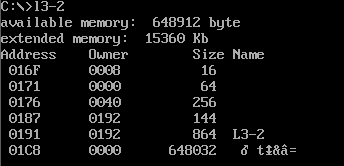 C:\>l3-2
available memory:  648912 byte
extended memory:  15360 Kb
Address    Owner         Size Name
016F       0008            16
0171       0000            64
0176       0040           256
0187       0192           144
0191       0192           864  L3-2
01C8       0000        648032   ♂ t‡&â=